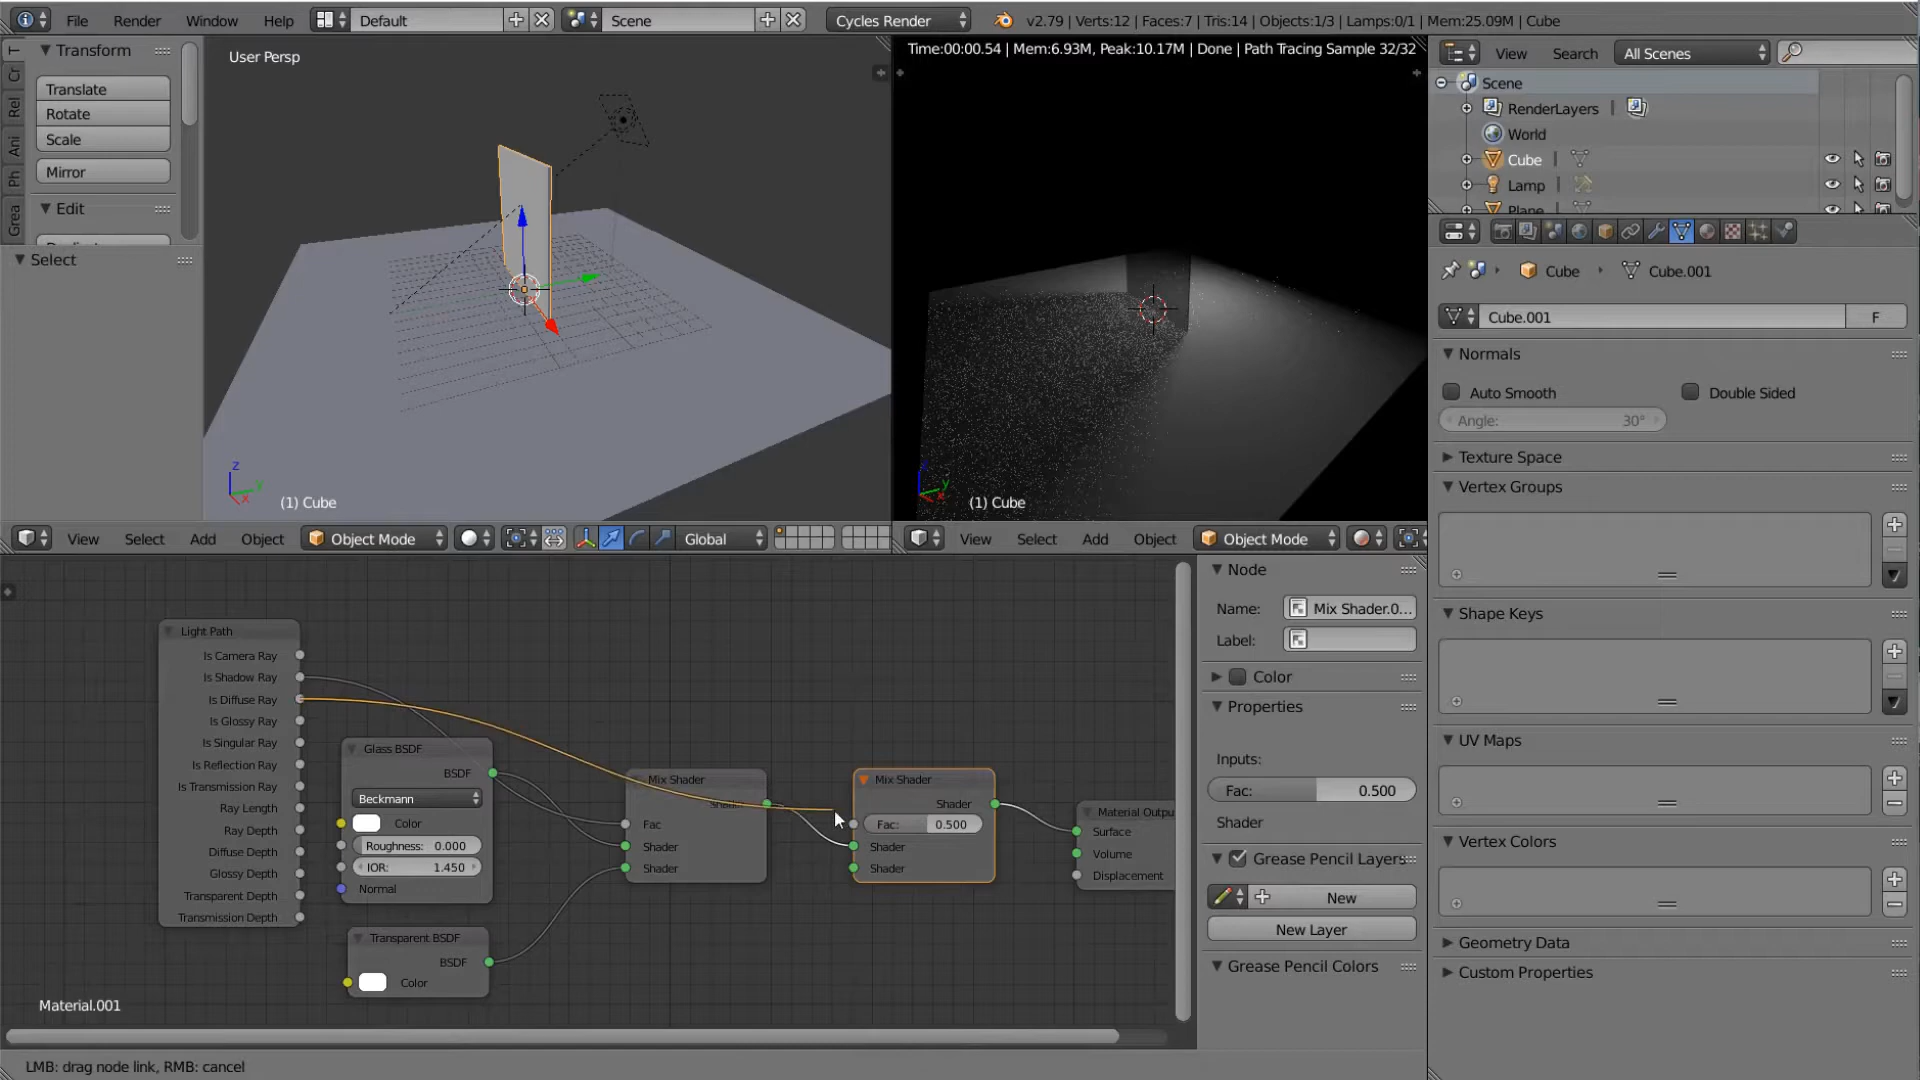 File Render Window Help Default Scene Cycles Render v2.79 | Verts:12 | Faces:7 | Tris:14 | Objects:1/3 | Lamps:0/1 | Mem:25.09M | Cube
T
Cr
Rel
Ani
Ph
Grea
Transform
Translate
Rotate
Scale
Mirror
Edit
Select
User Persp
z
y
x
(1) Cube
Time:00:00.54 | Mem:6.93M, Peak:10.17M | Done | Path Tracing Sample 32/32
y
(1) Cube
View Search All Scenes
Scene
RenderLayers |
World
Cube |
Lamp |
Plane
Cube Cube.001
Cube.001 F
Normals
Auto Smooth Double Sided
Angle: 30°
Texture Space
Vertex Groups
Shape Keys
UV Maps
Vertex Colors
Geometry Data
Custom Properties
View Select Add Object Object Mode Global
View Select Add Object Object Mode
Light Path
Is Camera Ray
Is Shadow Ray
Is Diffuse Ray
Is Glossy Ray
Is Singular Ray
Is Reflection Ray
Is Transmission Ray
Ray Length
Ray Depth
Diffuse Depth
Glossy Depth
Transparent Depth
Transmission Depth
Glass BSDF
BSDF
Beckmann
Color
Roughness: 0.000
IOR: 1.450
Normal
Transparent BSDF
BSDF
Color
Mix Shader
Shader
Fac
Shader
Shader
Mix Shader
Shader
Fac: 0.500
Shader
Shader
Material Outpu
Surface
Volume
Displacement
Material.001
Node
Name: Mix Shader.0...
Label:
Color
Properties
Inputs:
Fac: 0.500
Shader
Grease Pencil Layers
New
New Layer
Grease Pencil Colors
LMB: drag node link, RMB: cancel